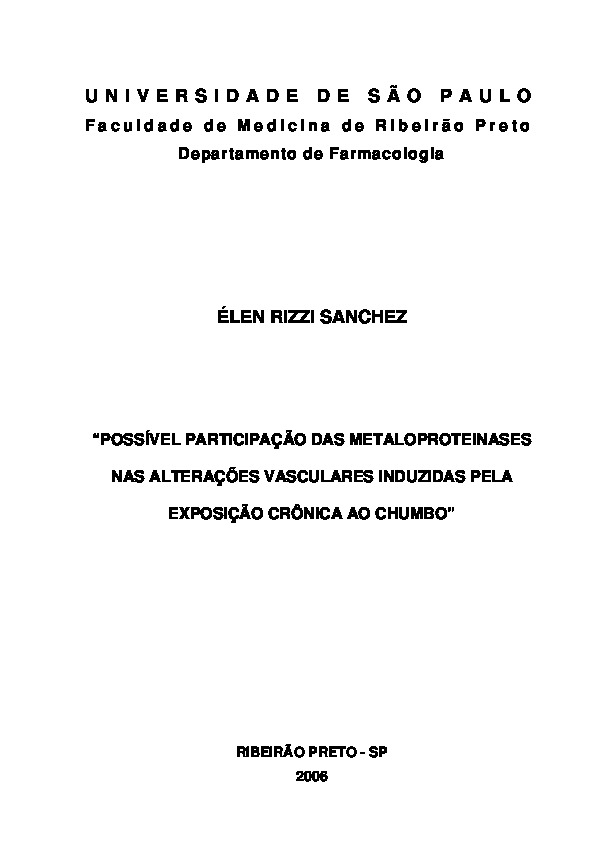 UNIVERSIDADE DE SÃO PAULO
Faculdade de Medicina de Ribeirão Preto
Departamento de Farmacologia
ÉLEN RIZZI SANCHEZ
“POSSÍVEL PARTICIPAÇÃO DAS METALOPROTEINASES
NAS ALTERAÇÕES VASCULARES INDUZIDAS PELA
EXPOSIÇÃO CRÔNICA AO CHUMBO”
RIBEIRÃO PRETO - SP
2006